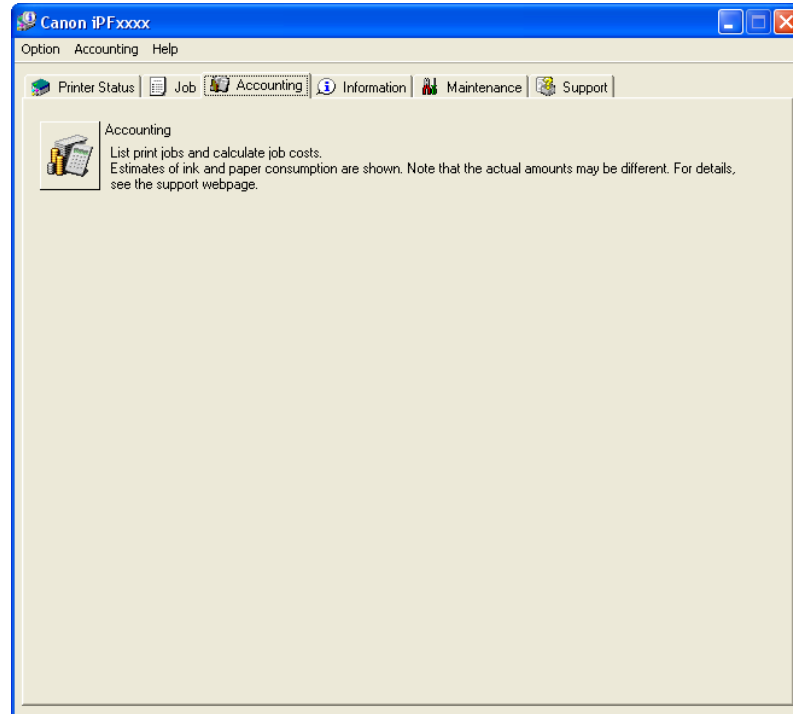 Canon iPFxxxx
Option Accounting Help
Printer Status Job Accounting Information Maintenance Support
Accounting
List print jobs and calculate job costs.
Estimates of ink and paper consumption are shown. Note that the actual amounts may be different. For details,
see the support webpage.